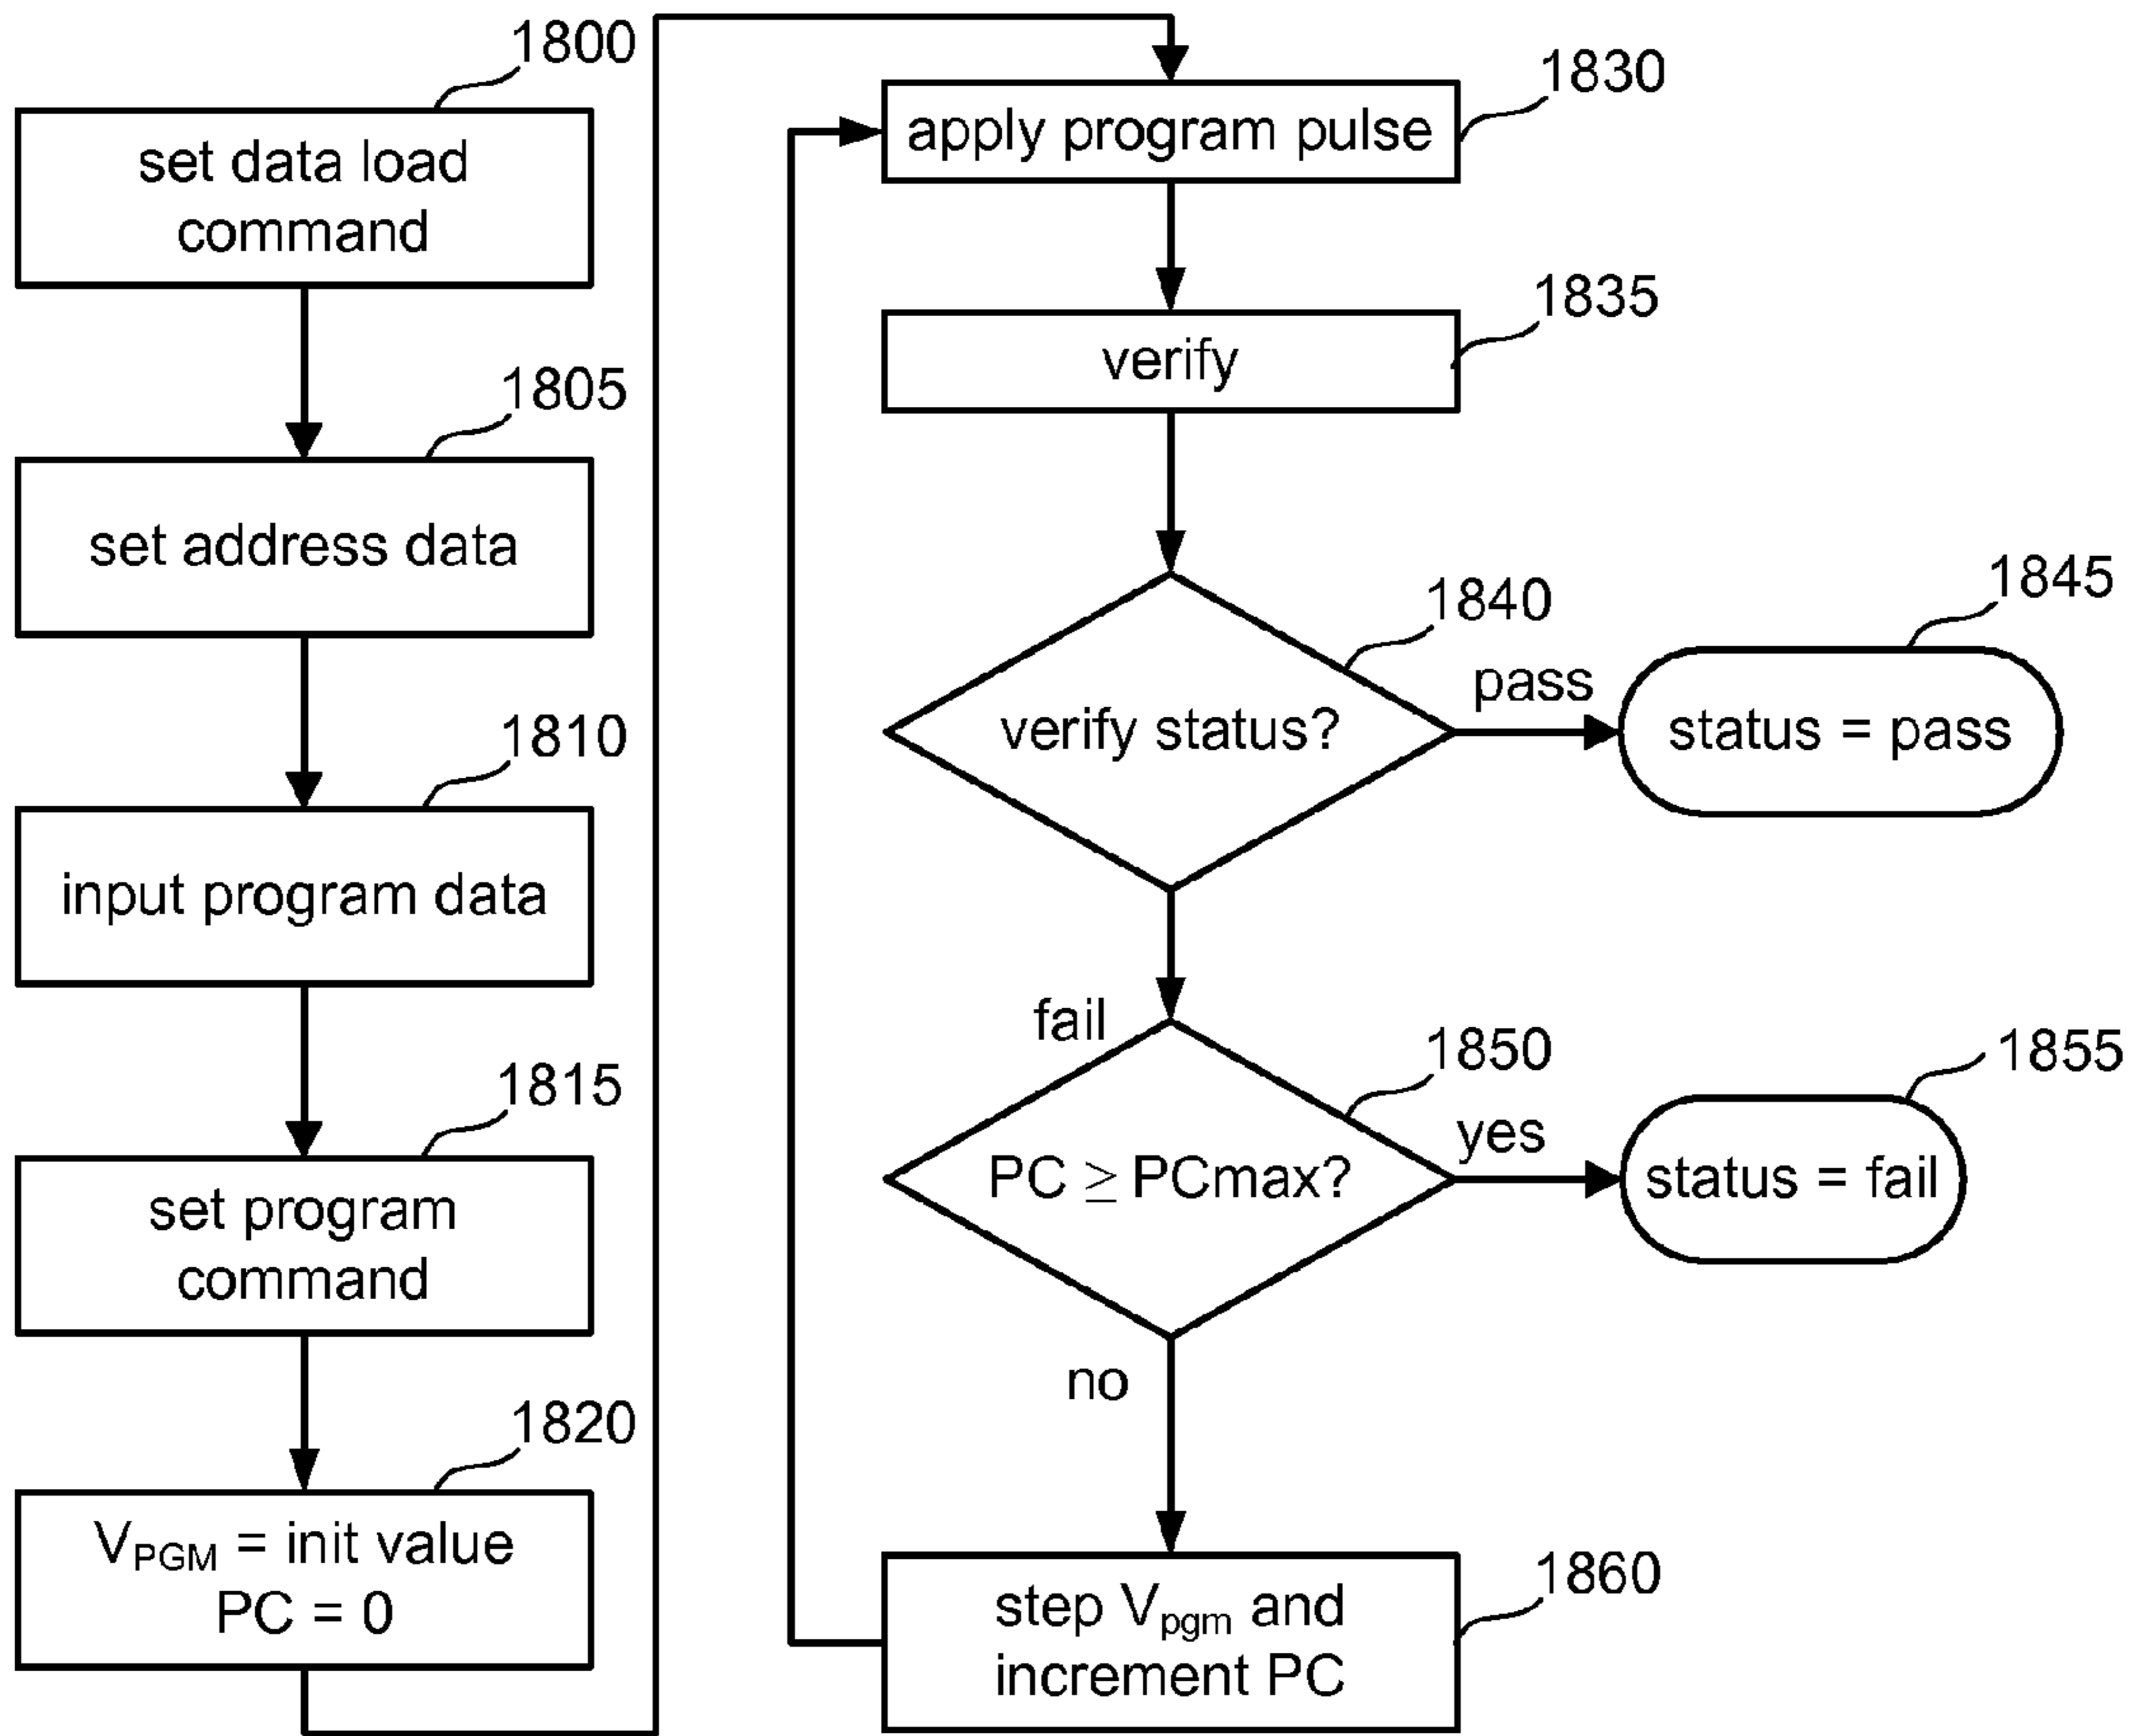 1800
set data load
command
1805
set address data
1810
input program data
1815
set program
command
1820
V_PGM = init value
PC = 0
1830
apply program pulse
1835
verify
1840
verify status?
pass
1845
status = pass
fail
1850
PC ≥ PCmax?
yes
1855
status = fail
no
1860
step V_pgm and
increment PC